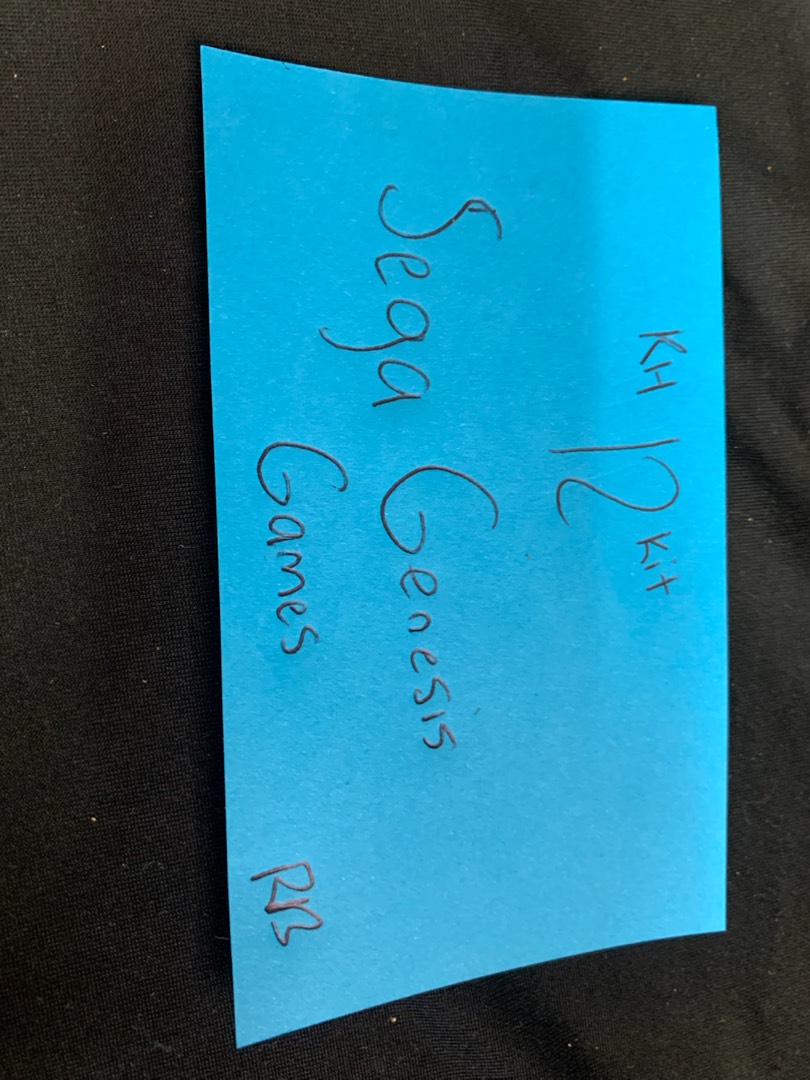 KH 12 Kit
Sega Genesis
Games
RB